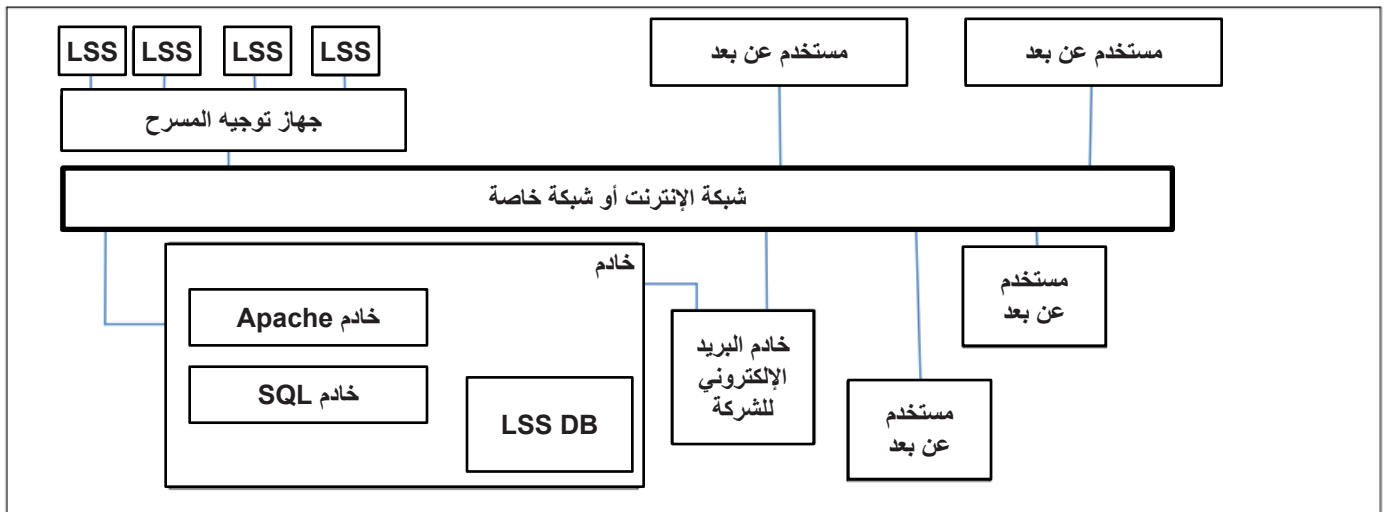 LSS
LSS
LSS
LSS
مستخدم عن بعد
مستخدم عن بعد
جهاز توجيه المسرح
شبكة الإنترنت أو شبكة خاصة
خادم
خادم Apache
خادم SQL
LSS DB
خادم البريد
الإلكتروني
للشركة
مستخدم
عن بعد
مستخدم
عن بعد